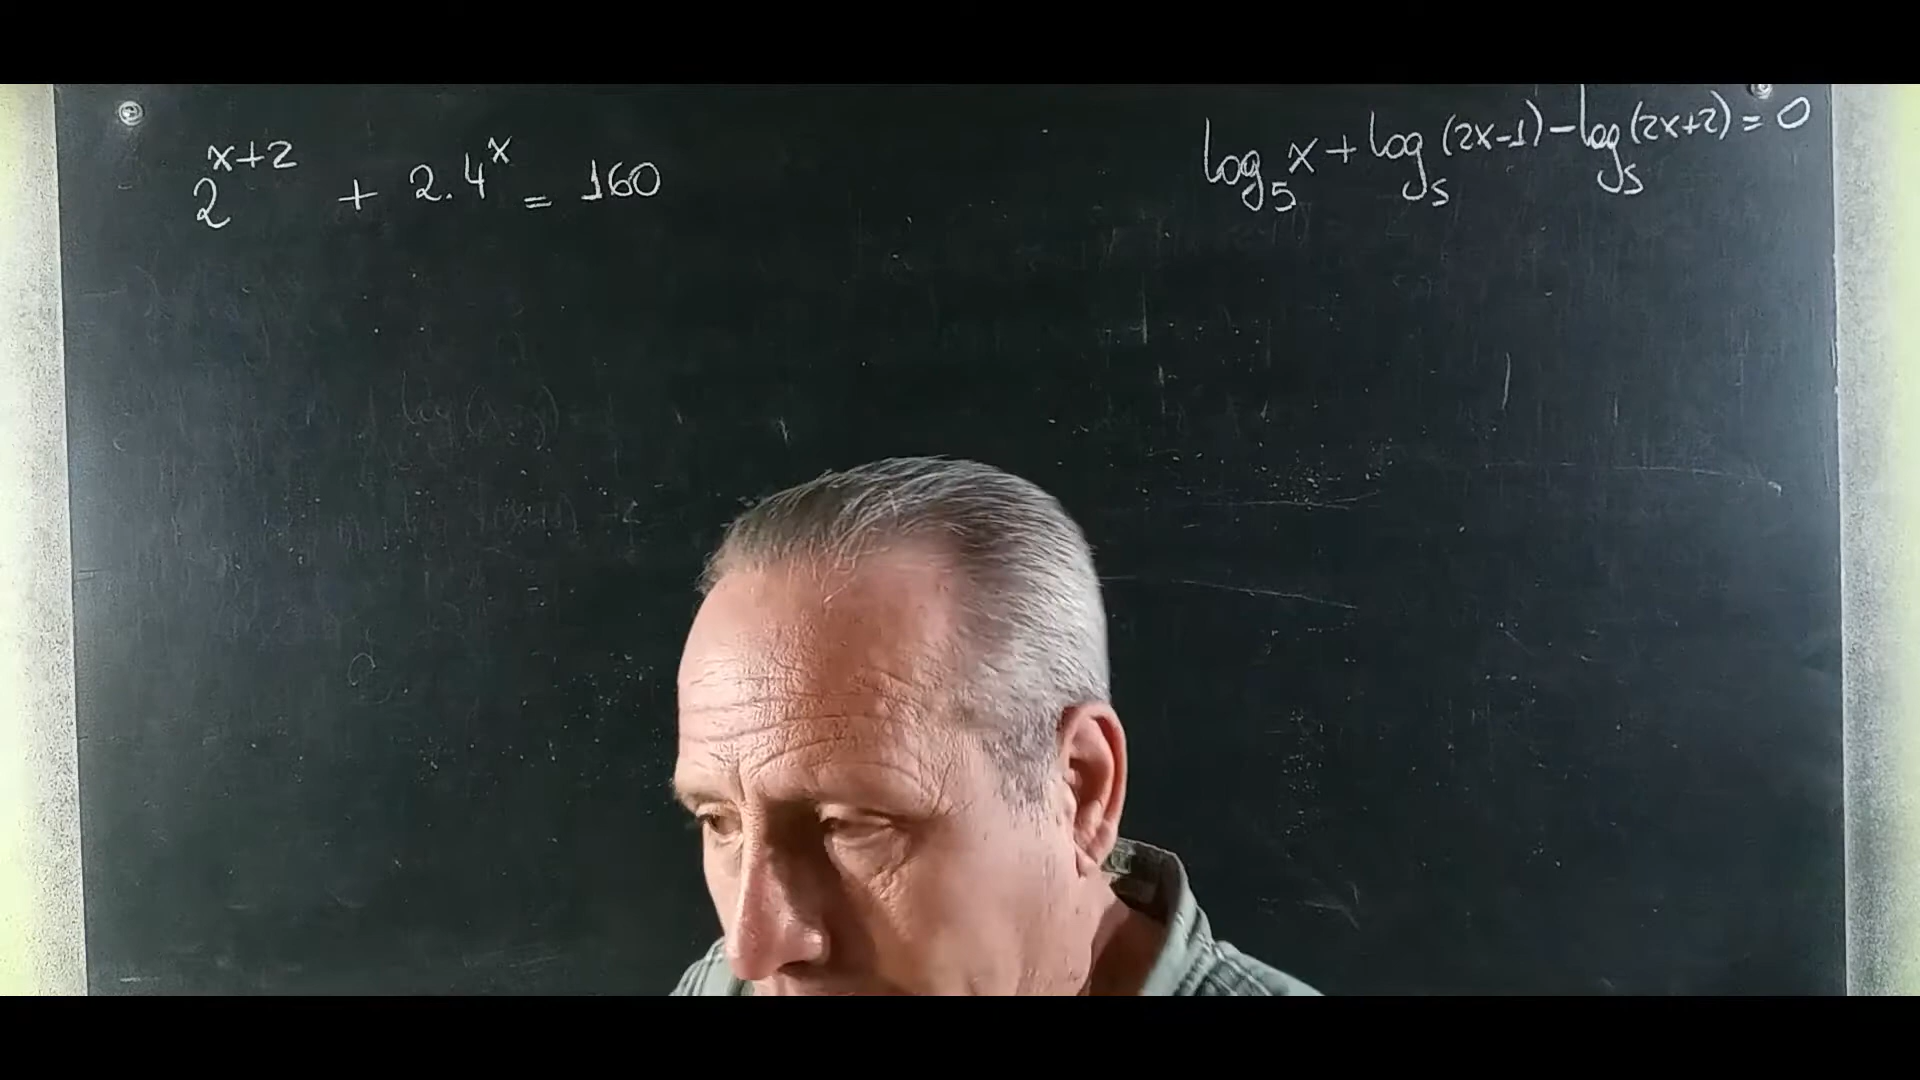 2^{x+2} + 2.4^x = 160
log_5 x + log_5 (2x-1) - log_5 (2x+2) = 0